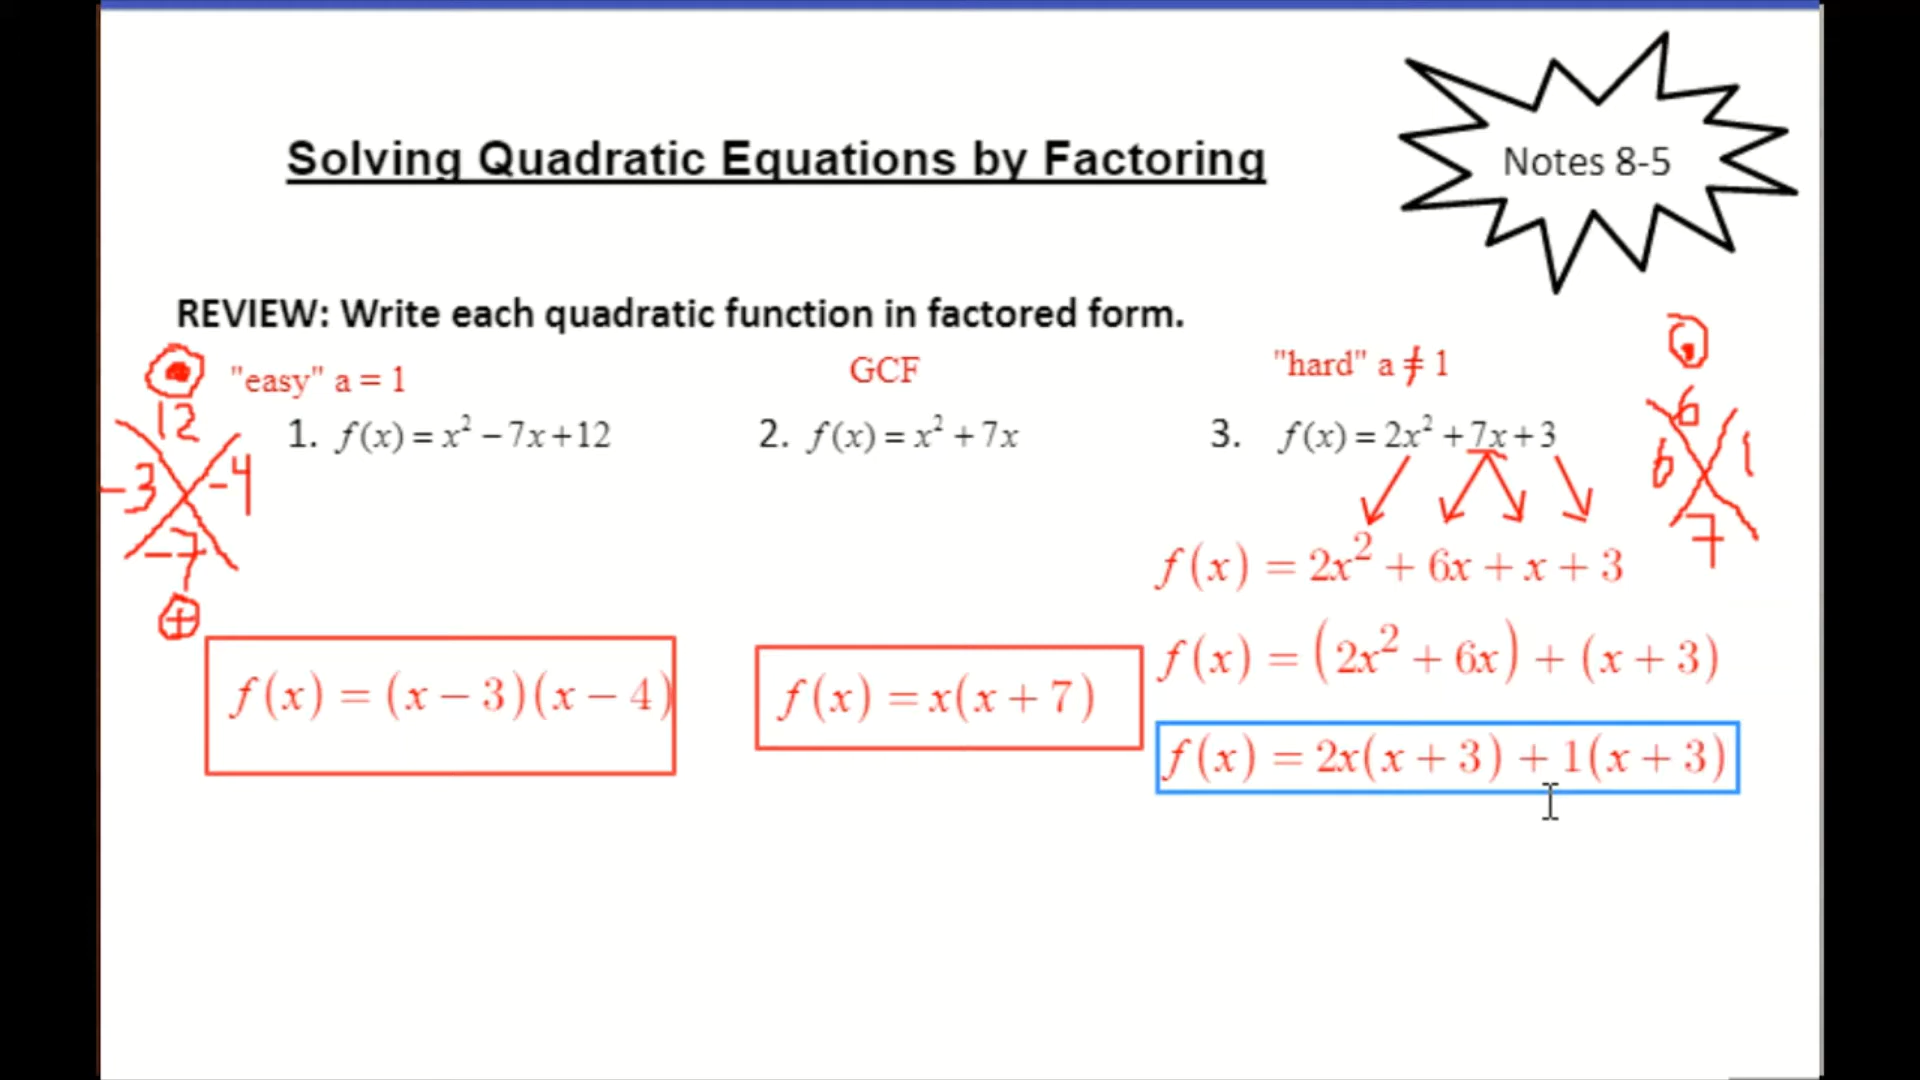 Solving Quadratic Equations by Factoring
Notes 8-5
REVIEW: Write each quadratic function in factored form.
"easy" a = 1
GCF
"hard" a ≠ 1
1. f(x) = x² − 7x + 12
2. f(x) = x² + 7x
3. f(x) = 2x² + 7x + 3
12
-3 -4
-7
+
6
6 1
7
f(x) = (x − 3)(x − 4)
f(x) = x(x + 7)
f(x) = 2x² + 6x + x + 3
f(x) = (2x² + 6x) + (x + 3)
f(x) = 2x(x + 3) + 1(x + 3)